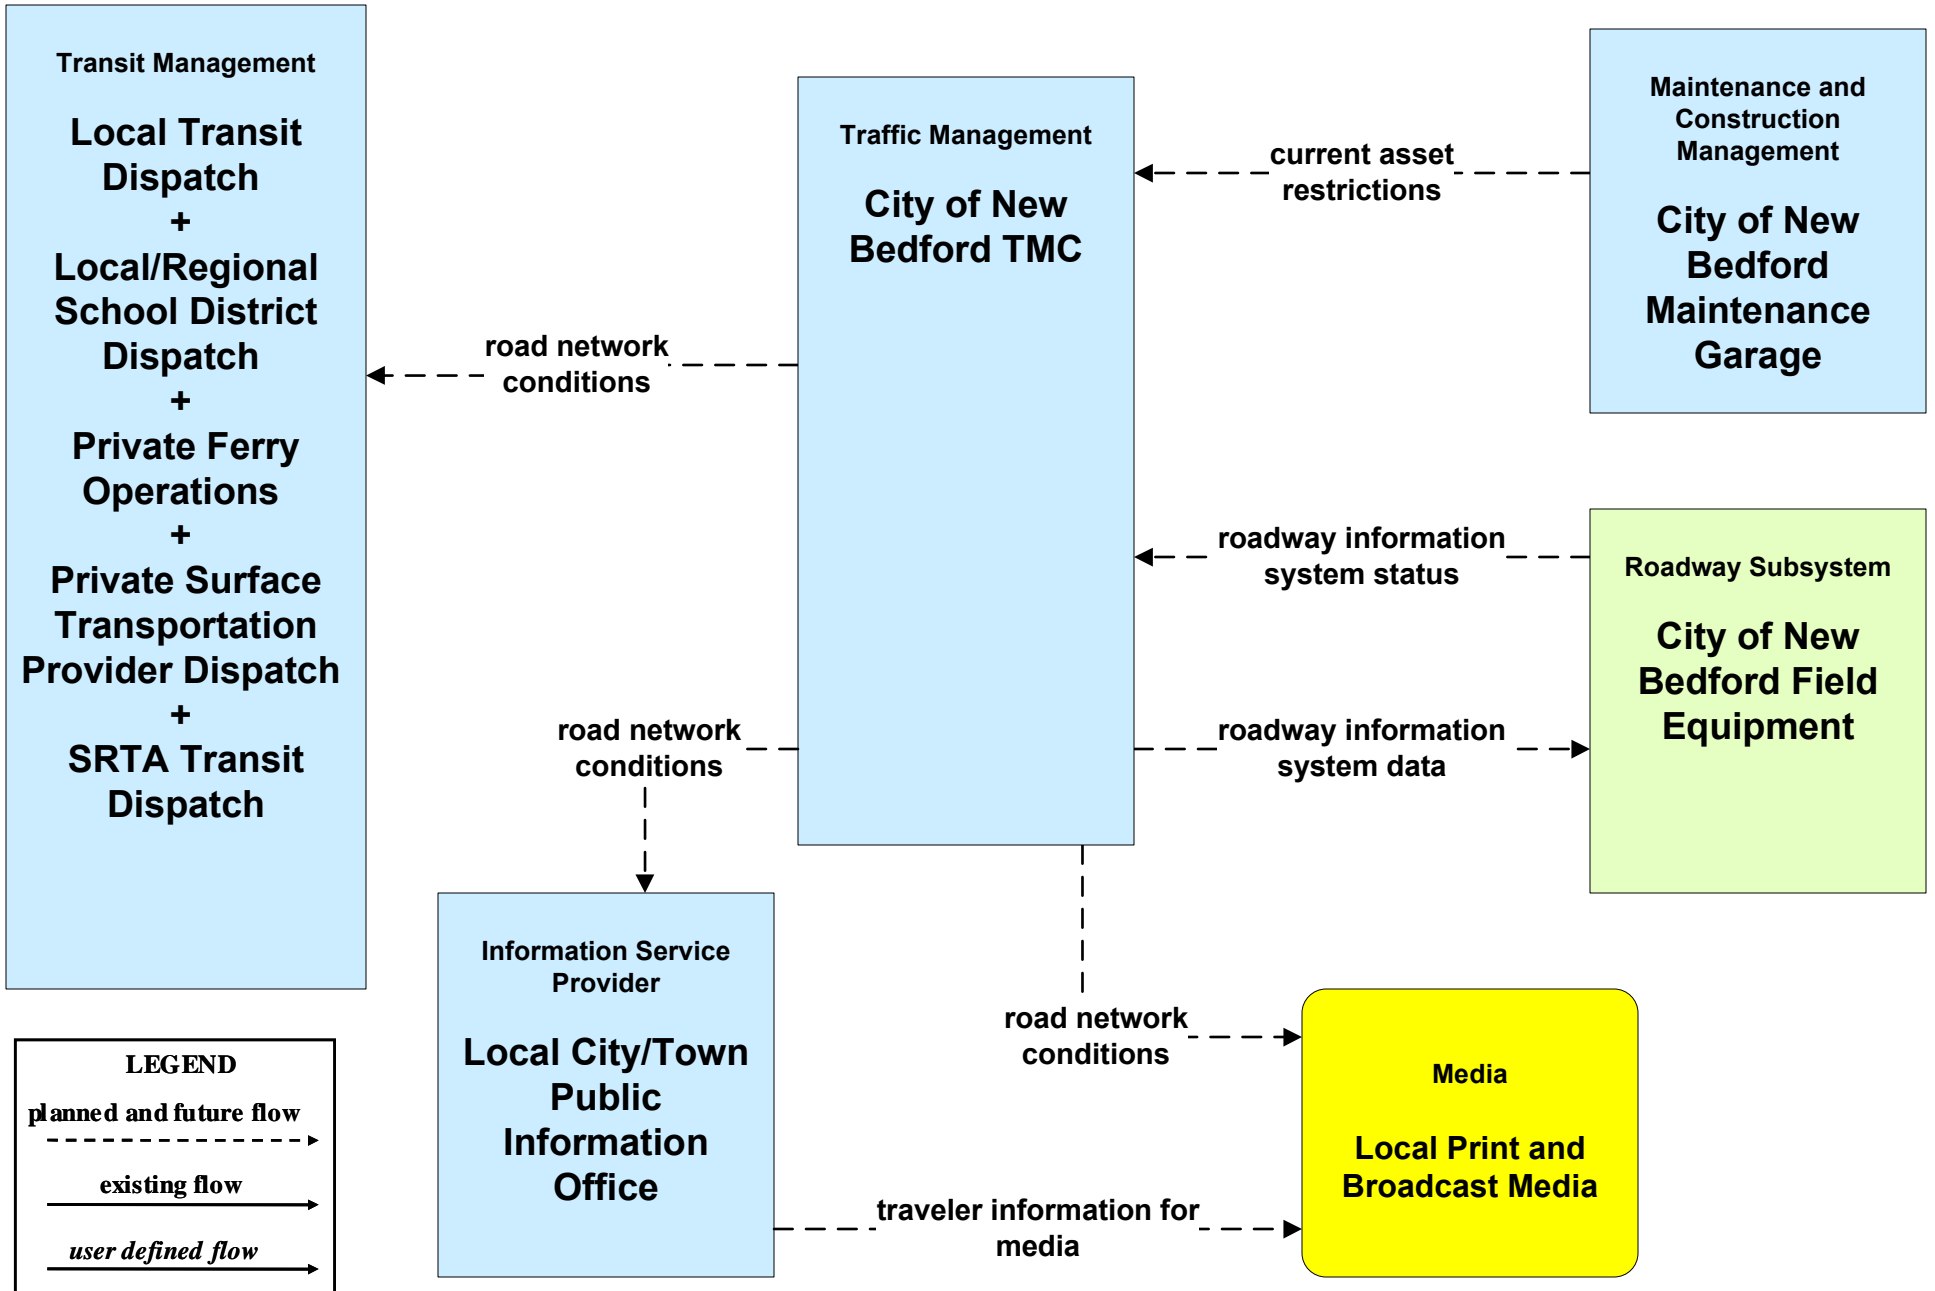 Transit Management
Local Transit
Dispatch
+
Local/Regional
School District
Dispatch
+
Private Ferry
Operations
+
Private Surface
Transportation
Provider Dispatch
+
SRTA Transit
Dispatch
road network
conditions
Traffic Management
City of New
Bedford TMC
current asset
restrictions
Maintenance and
Construction
Management
City of New
Bedford
Maintenance
Garage
roadway information
system status
Roadway Subsystem
City of New
Bedford Field
Equipment
roadway information
system data
road network
conditions
Information Service
Provider
Local City/Town
Public
Information
Office
road network
conditions
Media
Local Print and
Broadcast Media
traveler information for
media
LEGEND
planned and future flow
existing flow
user defined flow